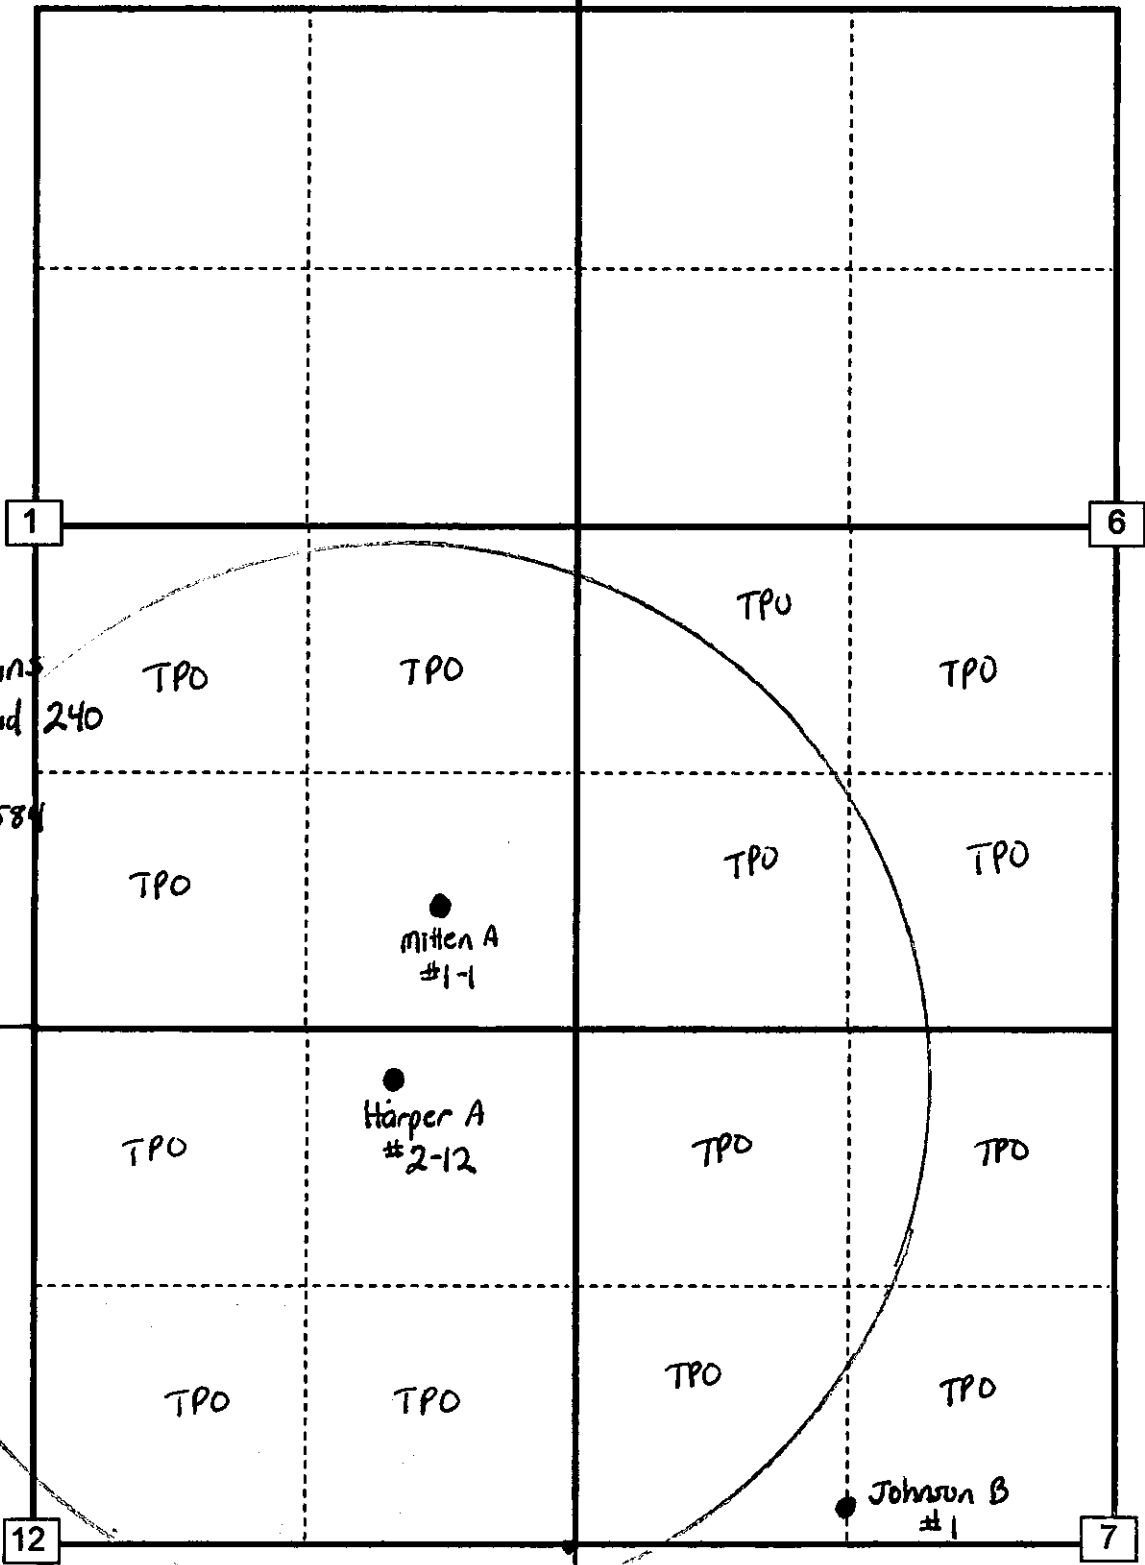 1
6
TPO
TPO TPO TPO
240
TPO TPO TPO
Mitten A
#1-1
Harper A
#2-12
TPO TPO TPO
TPO TPO TPO TPO
Johnson B
#1
12
7